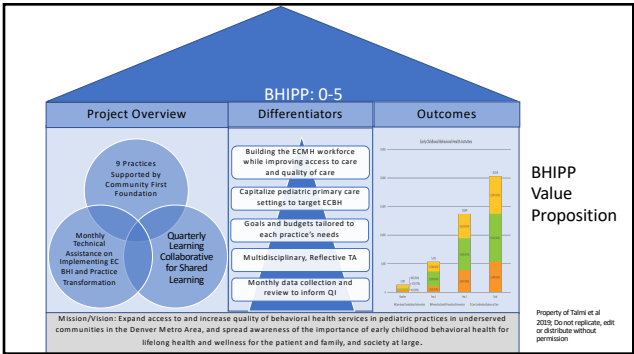 BHIPP: 0-5
Project Overview
Differentiators
Outcomes
9 Practices
Supported by
Community First
Foundation
Monthly
Technical
Assistance on
Implementing EC
BHI and Practice
Transformation
Quarterly
Learning
Collaborative
for Shared
Learning
Building the ECMH workforce
while improving access to care
and quality of care
Capitalize pediatric primary care
settings to target ECBH
Goals and budgets tailored to
each practice's needs
Multidisciplinary, Reflective TA
Monthly data collection and
review to inform QI
BHIPP
Value
Proposition
Mission/Vision: Expand access to and increase quality of behavioral health services in pediatric practices in underserved
communities in the Denver Metro Area, and spread awareness of the importance of early childhood behavioral health for
lifelong health and wellness for the patient and family, and society at large.
Property of Talmi et al
2019; Do not replicate, edit
or distribute without
permission